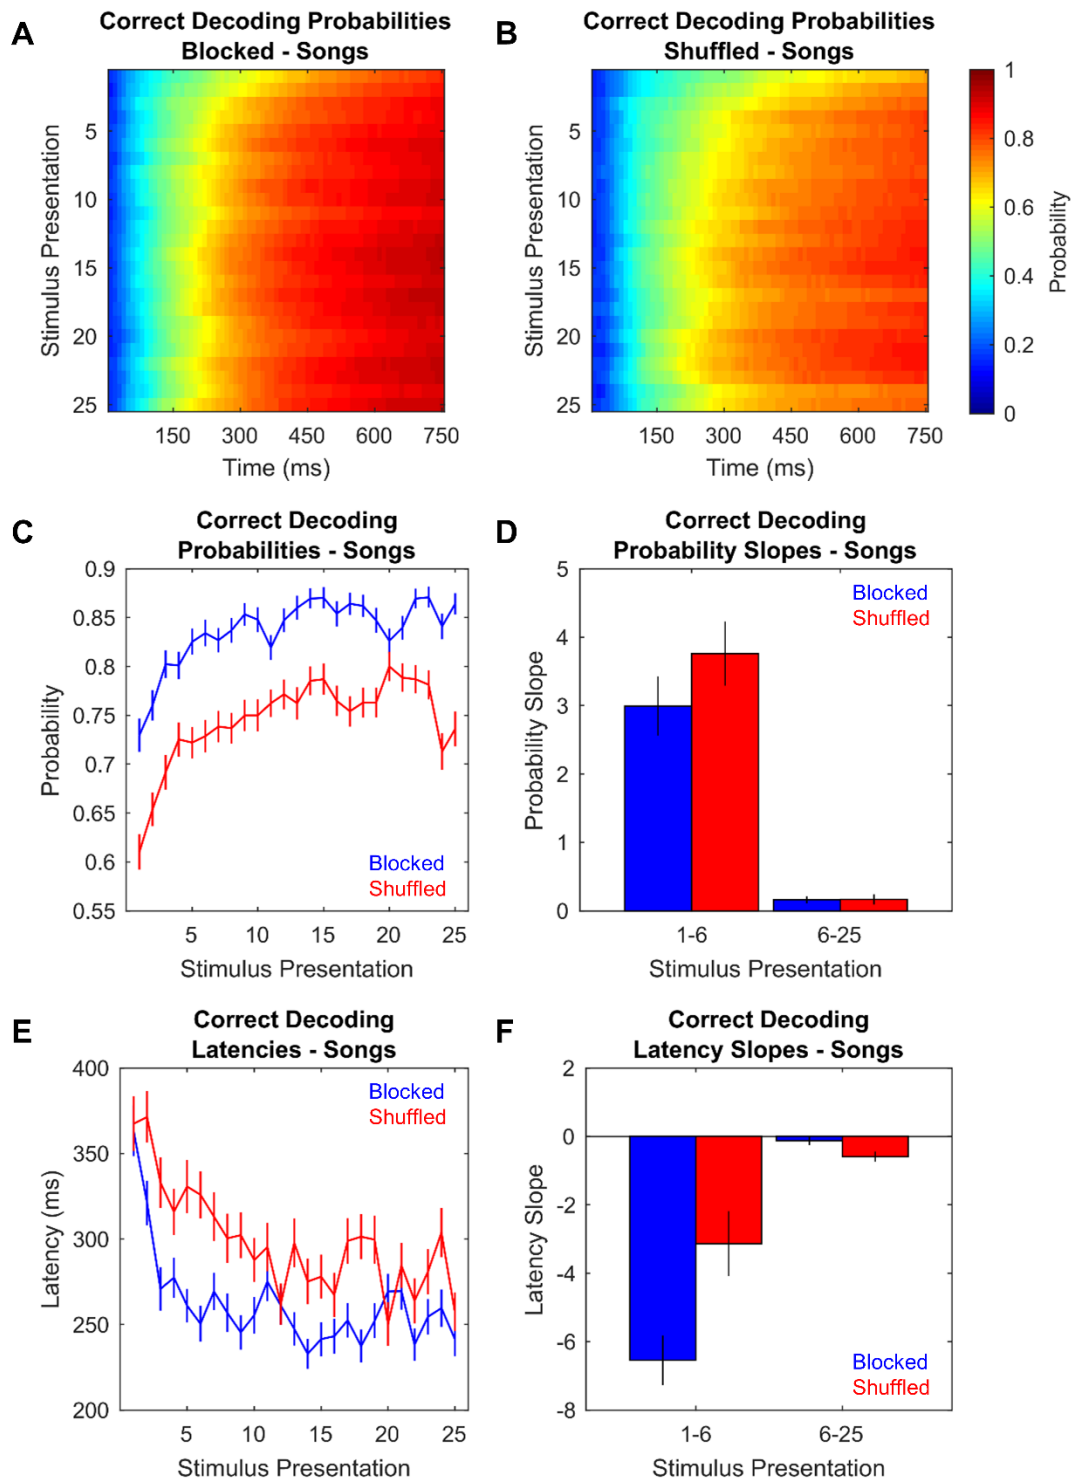 A
Correct Decoding Probabilities
Blocked - Songs
Stimulus Presentation
5
10
15
20
25
150 300 450 600 750
Time (ms)
B
Correct Decoding Probabilities
Shuffled - Songs
Stimulus Presentation
5
10
15
20
25
150 300 450 600 750
Time (ms)
1
0.8
0.6
0.4
0.2
0
Probability
C
Correct Decoding
Probabilities - Songs
Probability
0.9
0.85
0.8
0.75
0.7
0.65
0.6
0.55
Blocked
Shuffled
5 10 15 20 25
Stimulus Presentation
D
Correct Decoding
Probability Slopes - Songs
Probability Slope
5
4
3
2
1
0
Blocked
Shuffled
1-6 6-25
Stimulus Presentation
E
Correct Decoding
Latencies - Songs
Latency (ms)
400
350
300
250
200
Blocked
Shuffled
5 10 15 20 25
Stimulus Presentation
F
Correct Decoding
Latency Slopes - Songs
Latency Slope
2
0
-2
-4
-6
-8
Blocked
Shuffled
1-6 6-25
Stimulus Presentation